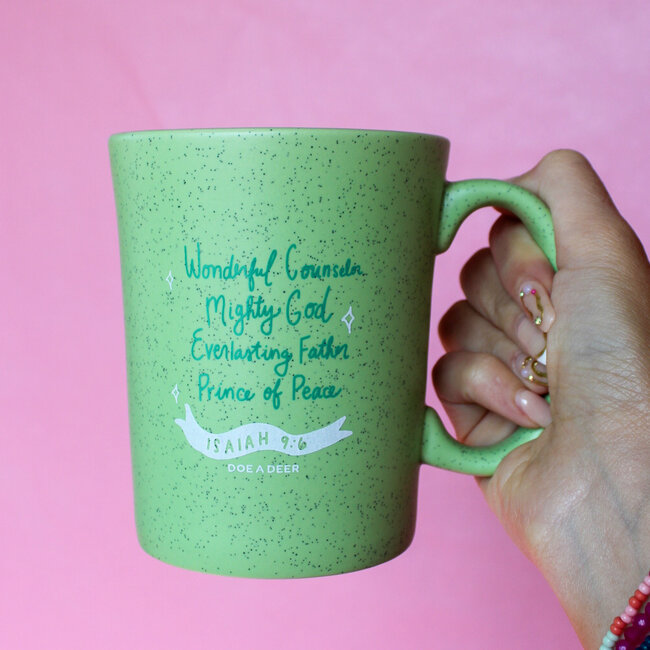 Wonderful Counselor
Mighty God
Everlasting Father
Prince of Peace
ISAIAH 9:6
DOE A DEER